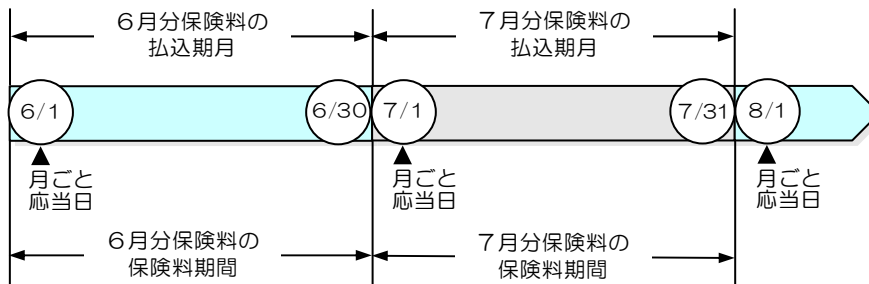 6月分保険料の
払込期月
7月分保険料の
払込期月
6/1
6/30
7/1
7/31
8/1
▲
月ごと
応当日
▲
月ごと
応当日
▲
月ごと
応当日
6月分保険料の
保険料期間
7月分保険料の
保険料期間